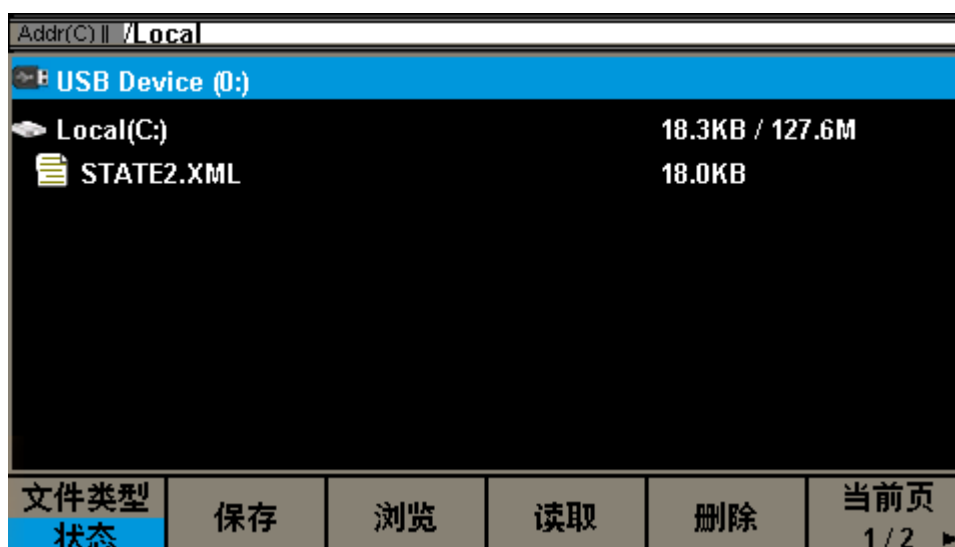 Addr(C) /Local
USB Device (0:)
Local(C:) 18.3KB / 127.6M
STATE2.XML 18.0KB
文件类型 保存 浏览 读取 删除 当前页
状态 1/2